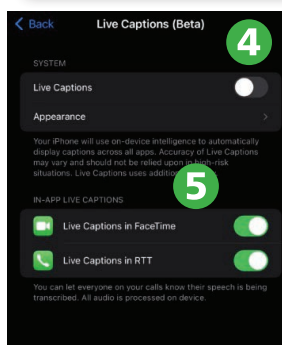 Back
Live Captions (Beta)
4
SYSTEM
Live Captions
Appearance
Your iPhone will use on-device intelligence to automatically
display captions across all apps. Accuracy of Live Captions
may vary and should not be relied upon in high-risk
situations. Live Captions uses
5
IN-APP LIVE CAPTIONS
Live Captions in FaceTime
Live Captions in RTT
You can let everyone on your calls know their speech is being
transcribed. All audio is processed on device.